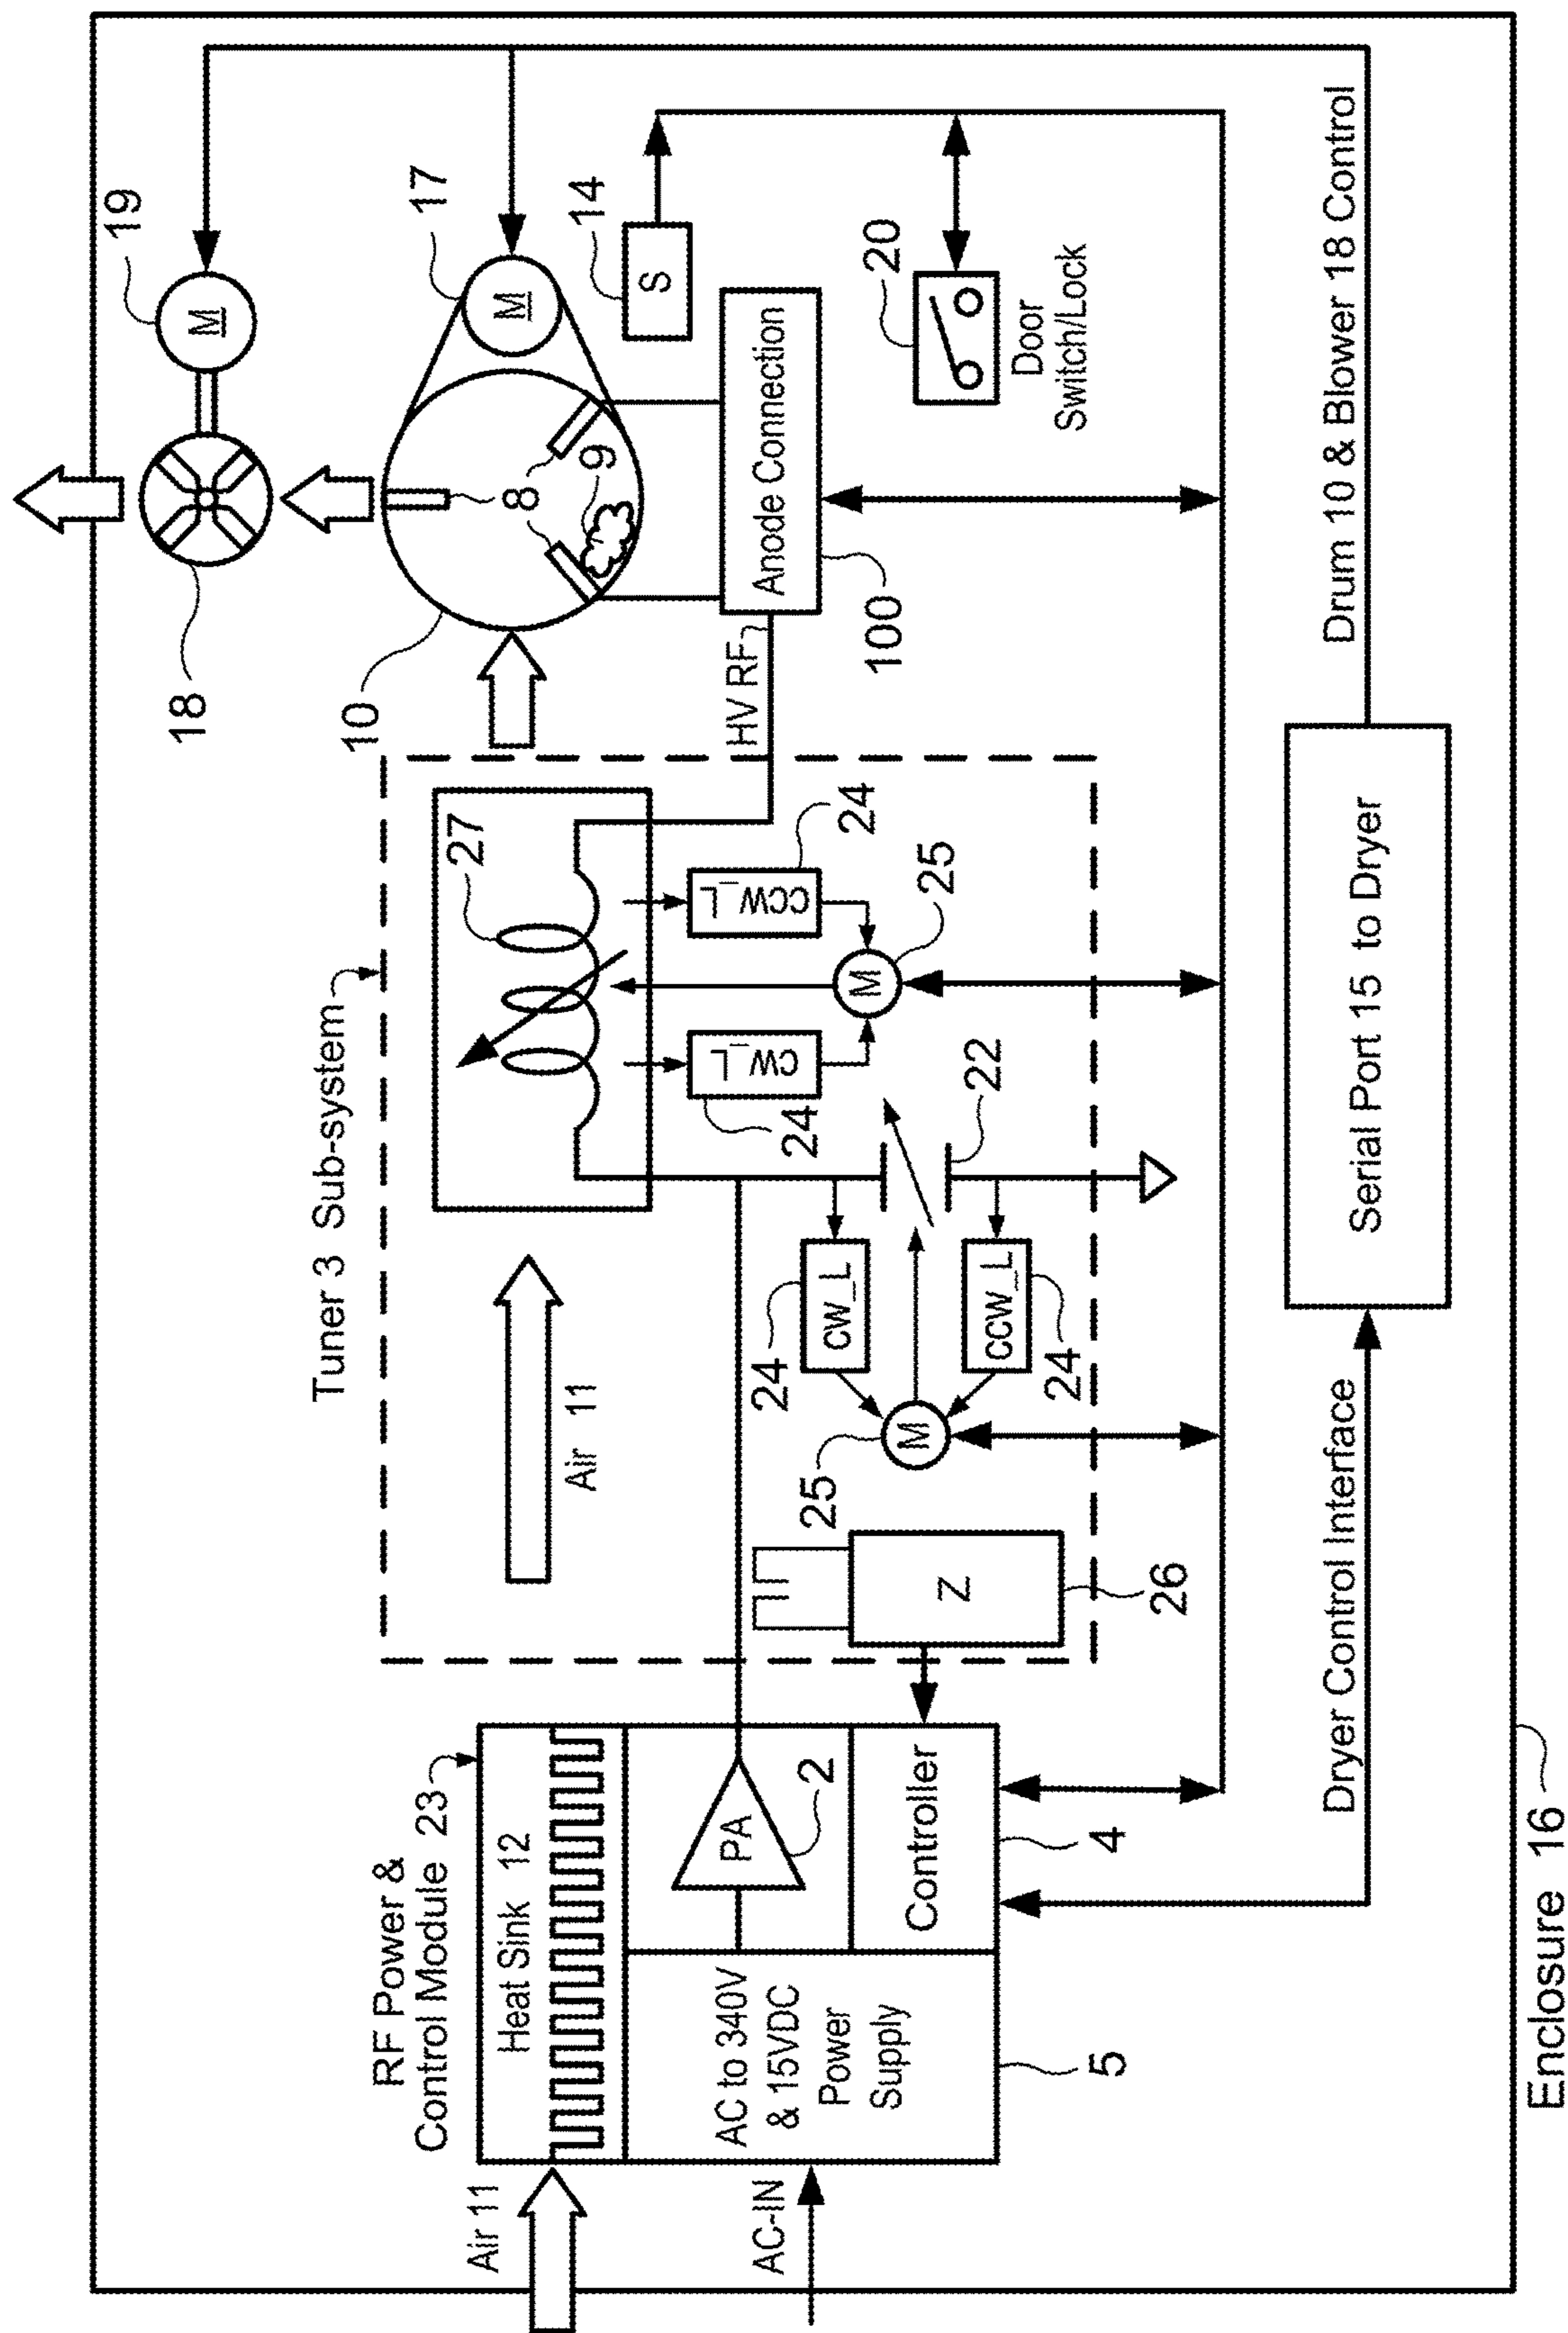 Enclosure 16
19
M
18
17
M
10
8
9
14
S
20
Door
Switch/Lock
Anode Connection
100
HV RF
Tuner 3 Sub-system
27
Air 11
CW_L
24
CCW_L
24
M
25
22
CW_L
24
CCW_L
24
M
25
Z
26
RF Power &
Control Module 23
Heat Sink 12
PA
2
Controller
4
AC to 340V
& 15VDC
Power
Supply
5
Air 11
AC-IN
Dryer Control Interface
Serial Port 15 to Dryer
Drum 10 & Blower 18 Control